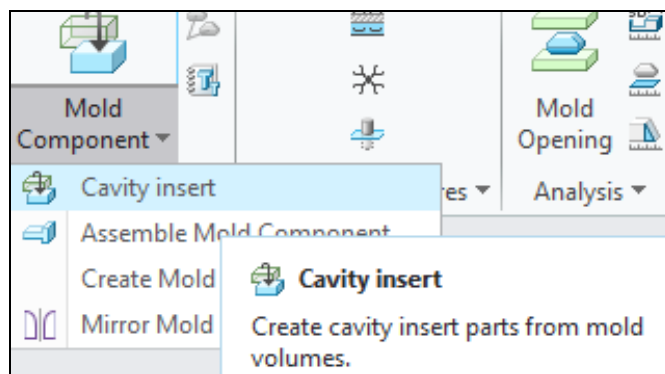 Mold
Component
Mold
Opening
Cavity insert
es
Analysis
Assemble Mold Component
Create Mold
Cavity insert
Mirror Mold
Create cavity insert parts from mold
volumes.